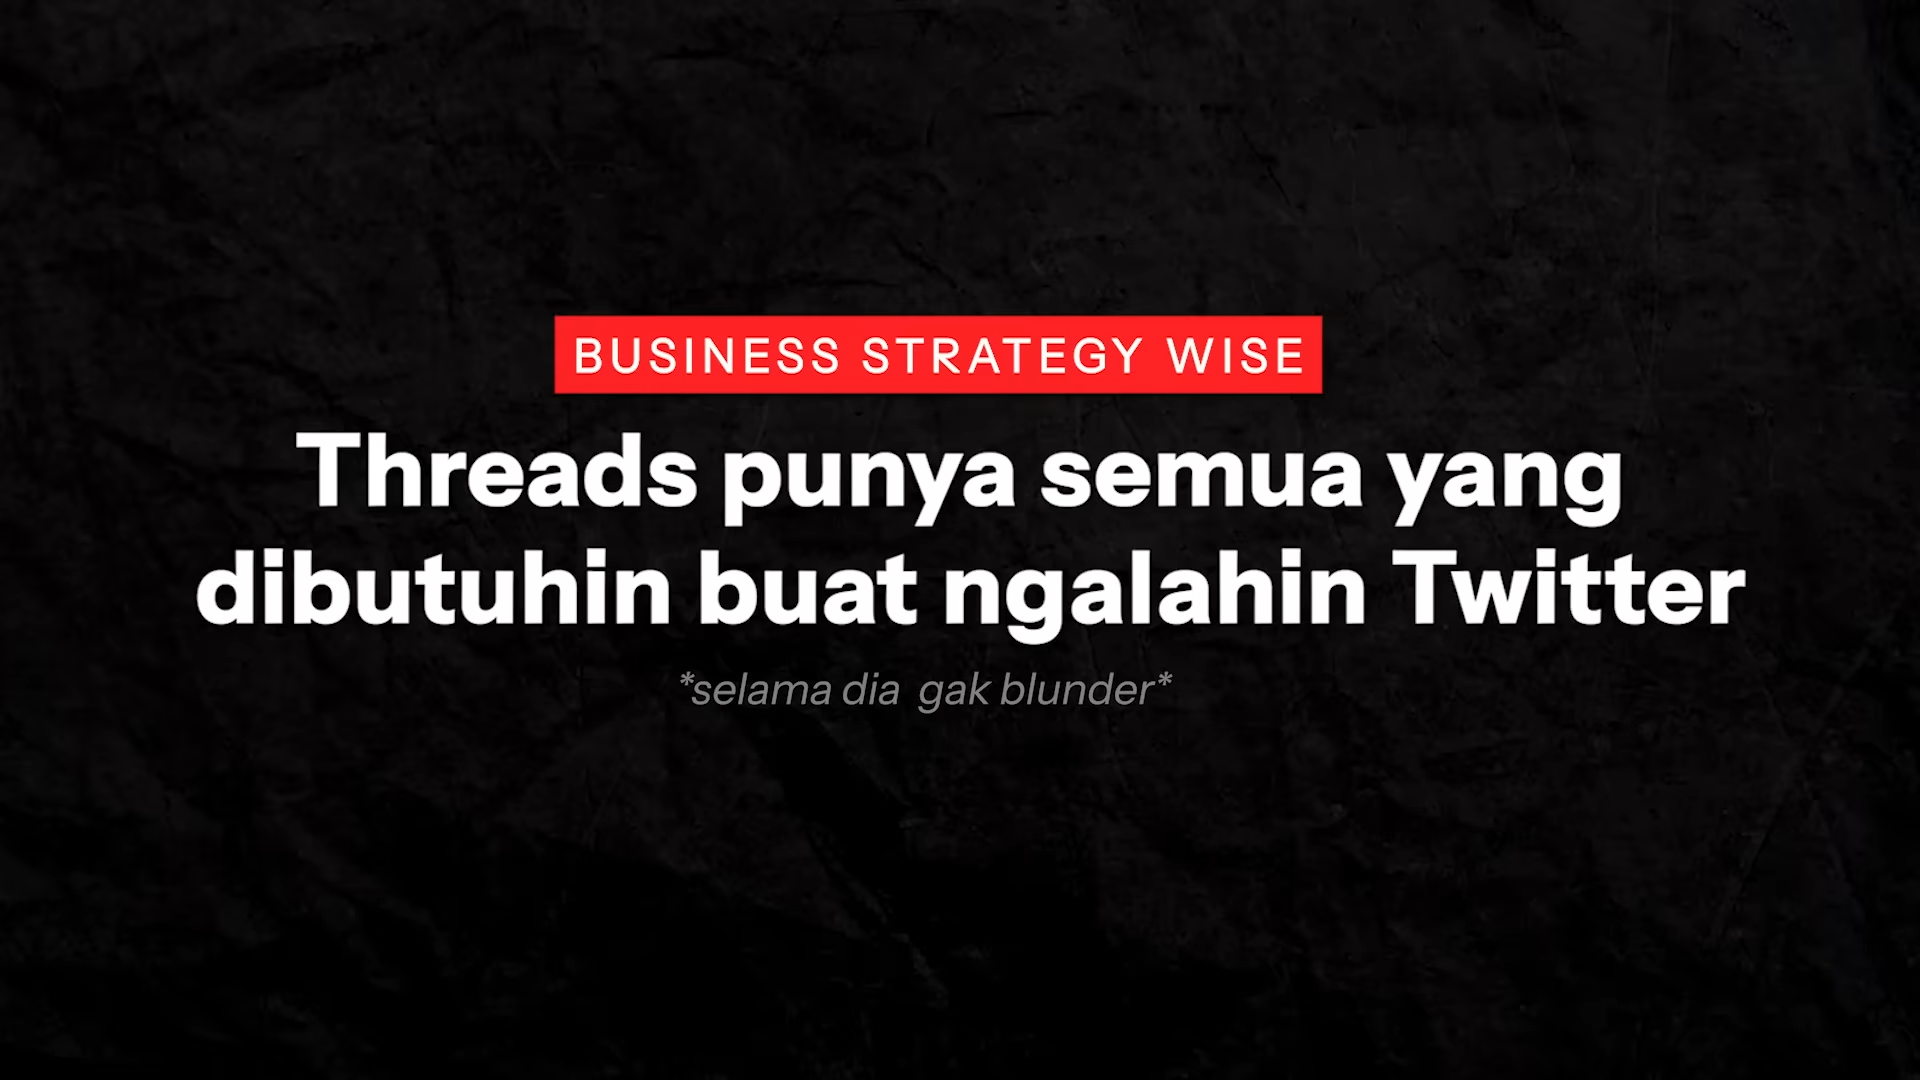 BUSINESS STRATEGY WISE
Threads punya semua yang
dibutuhin buat ngalahin Twitter
*selama dia gak blunder*